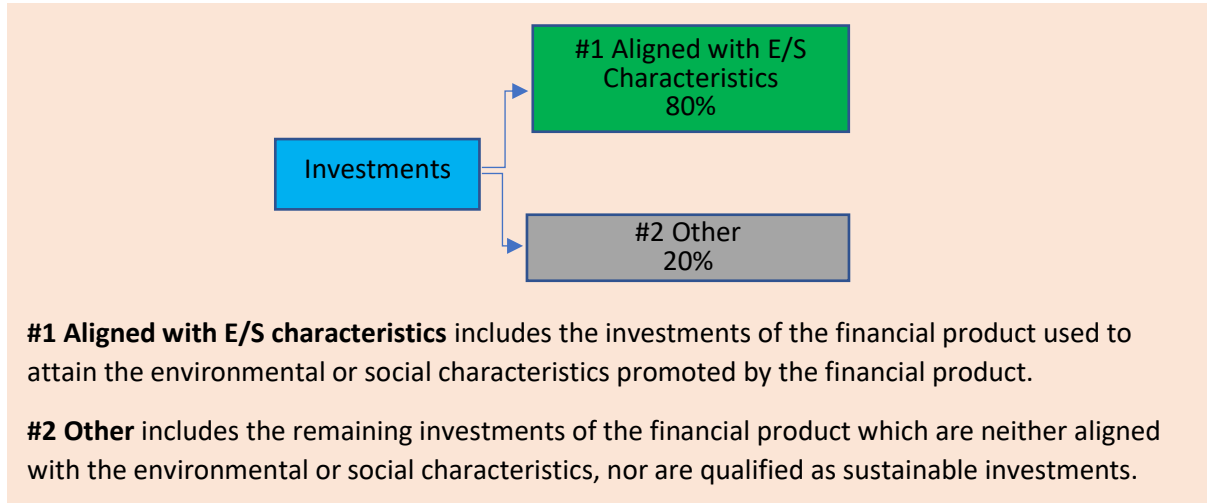 #1 Aligned with E/S
Characteristics
80%
Investments
#2 Other
20%
#1 Aligned with E/S characteristics includes the investments of the financial product used to
attain the environmental or social characteristics promoted by the financial product.
#2 Other includes the remaining investments of the financial product which are neither aligned
with the environmental or social characteristics, nor are qualified as sustainable investments.